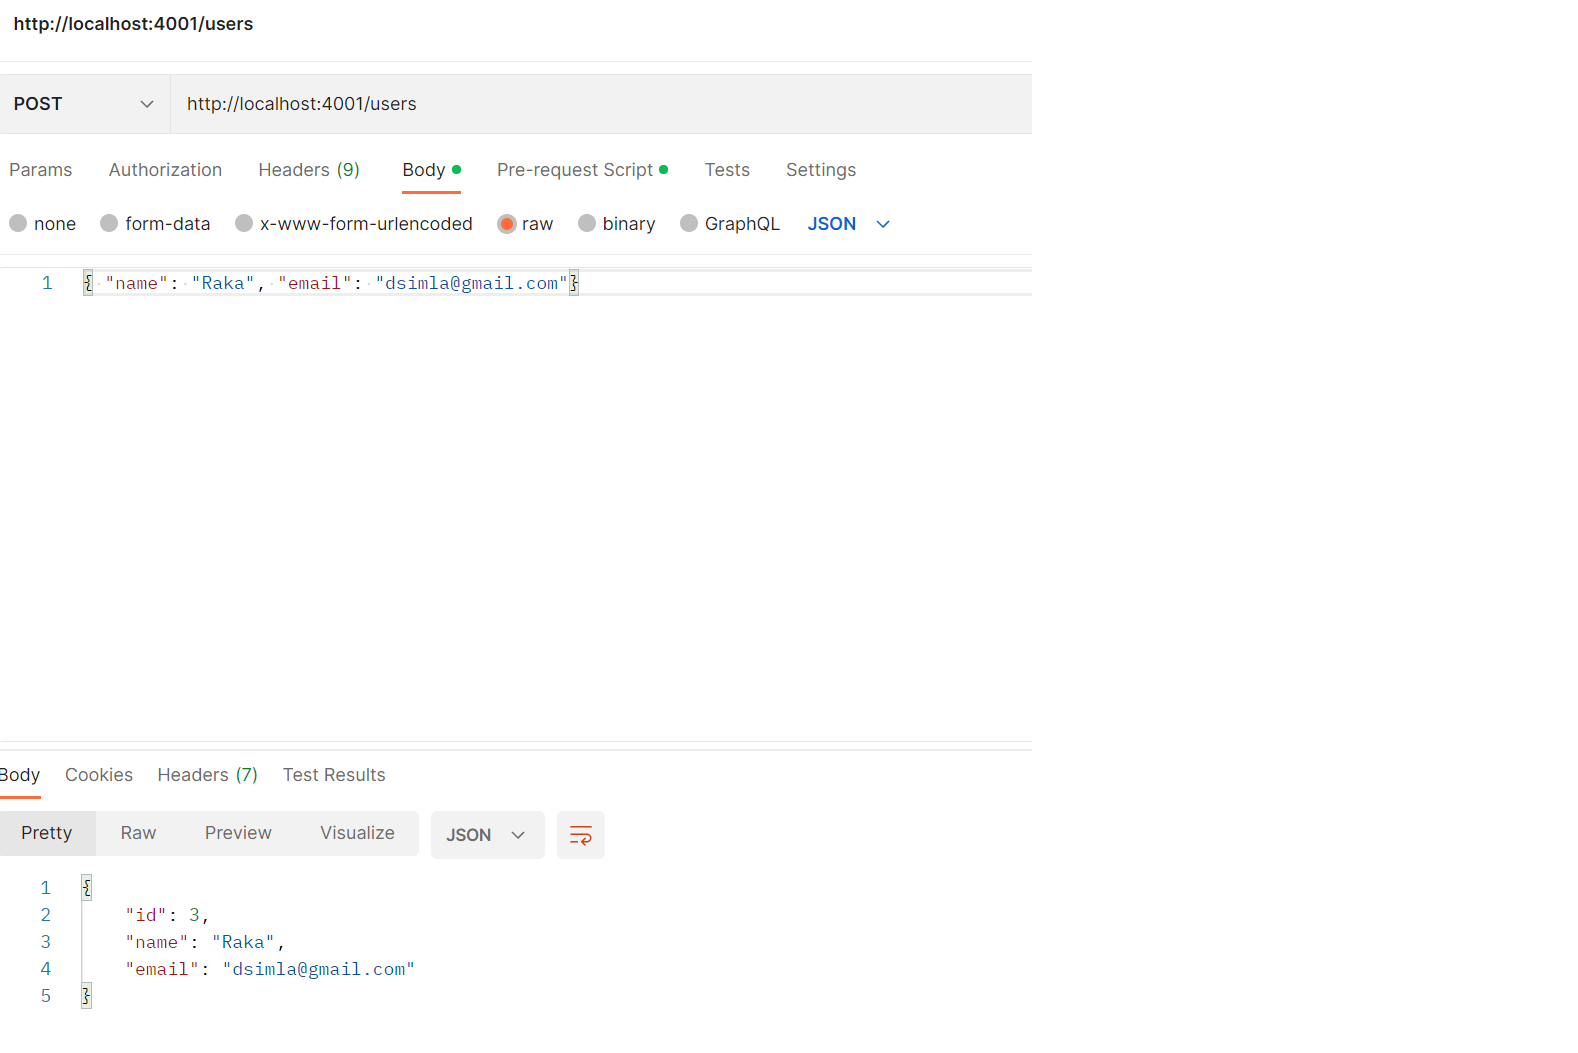 http://localhost:4001/users
POST http://localhost:4001/users
Params Authorization Headers (9) Body Pre-request Script Tests Settings
none form-data x-www-form-urlencoded raw binary GraphQL JSON
1 { "name": "Raka", "email": "dsimla@gmail.com"}
Body Cookies Headers (7) Test Results
Pretty Raw Preview Visualize JSON
1 {
2 "id": 3,
3 "name": "Raka",
4 "email": "dsimla@gmail.com"
5 }